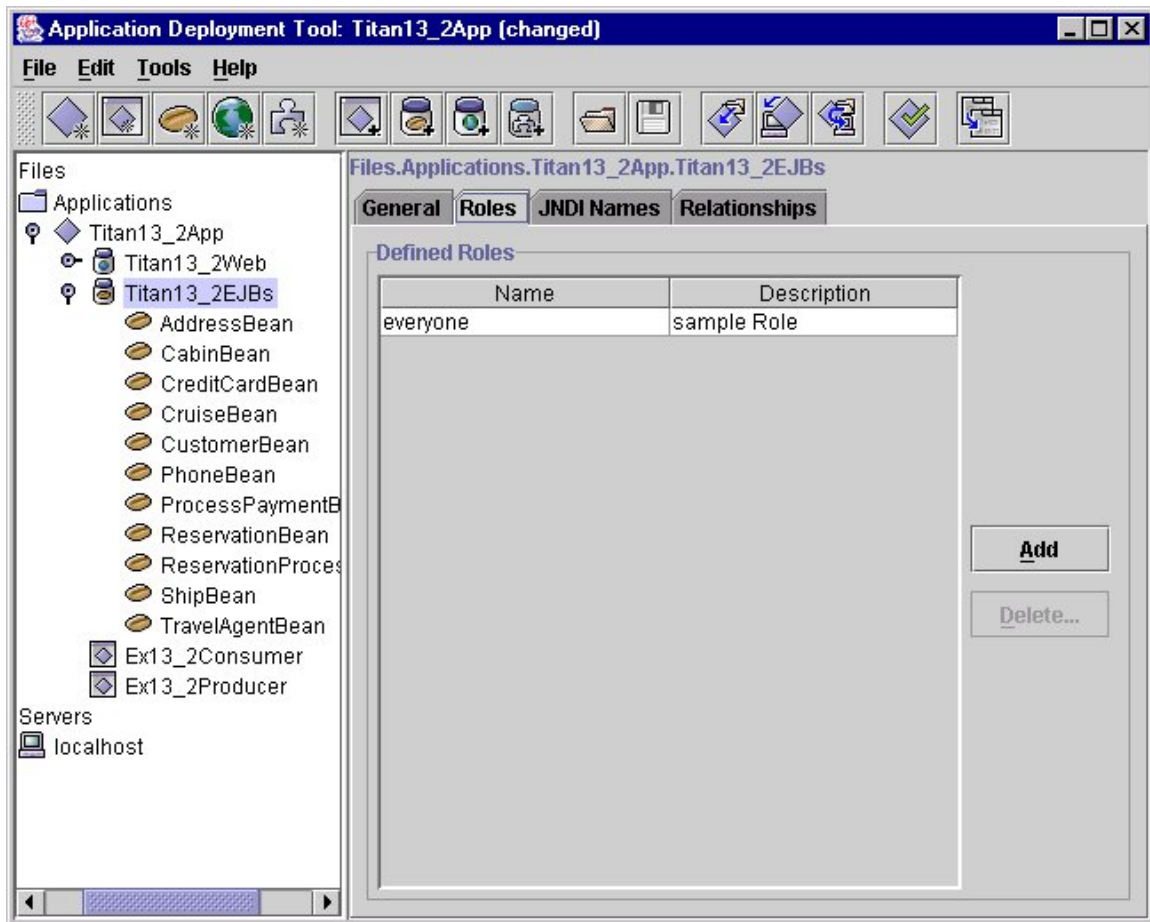 Application Deployment Tool: Titan13_2App (changed)
File Edit Tools Help
Files
Applications
Titan13_2App
Titan13_2Web
Titan13_2EJBs
AddressBean
CabinBean
CreditCardBean
CruiseBean
CustomerBean
PhoneBean
ProcessPaymentB
ReservationBean
ReservationProces
ShipBean
TravelAgentBean
Ex13_2Consumer
Ex13_2Producer
Servers
localhost
Files.Applications.Titan13_2App.Titan13_2EJBs
General Roles JNDI Names Relationships
Defined Roles
Name Description
everyone sample Role
Add
Delete...